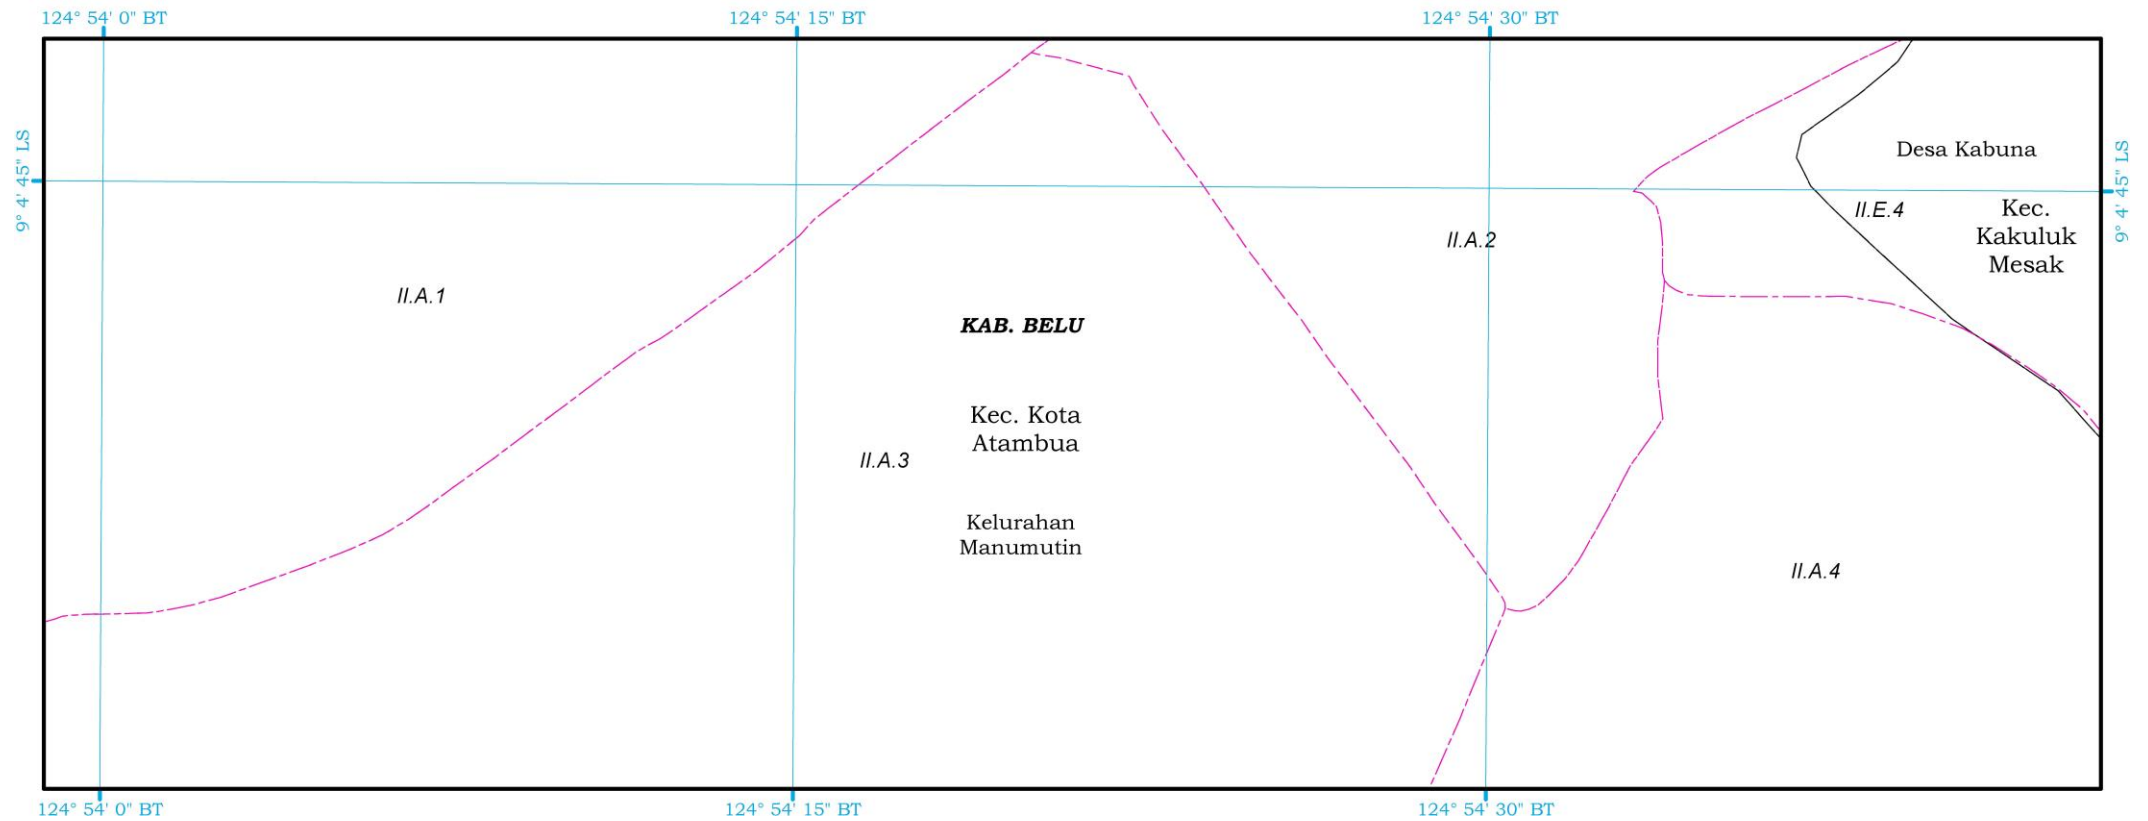 124° 54' 0" BT
124° 54' 15" BT
124° 54' 30" BT
9° 4' 45" LS
9° 4' 45" LS
Desa Kabuna
II.E.4
Kec.
Kakuluk
Mesak
II.A.2
II.A.1
KAB. BELU
Kec. Kota
Atambua
II.A.3
Kelurahan
Manumutin
II.A.4
124° 54' 0" BT
124° 54' 15" BT
124° 54' 30" BT